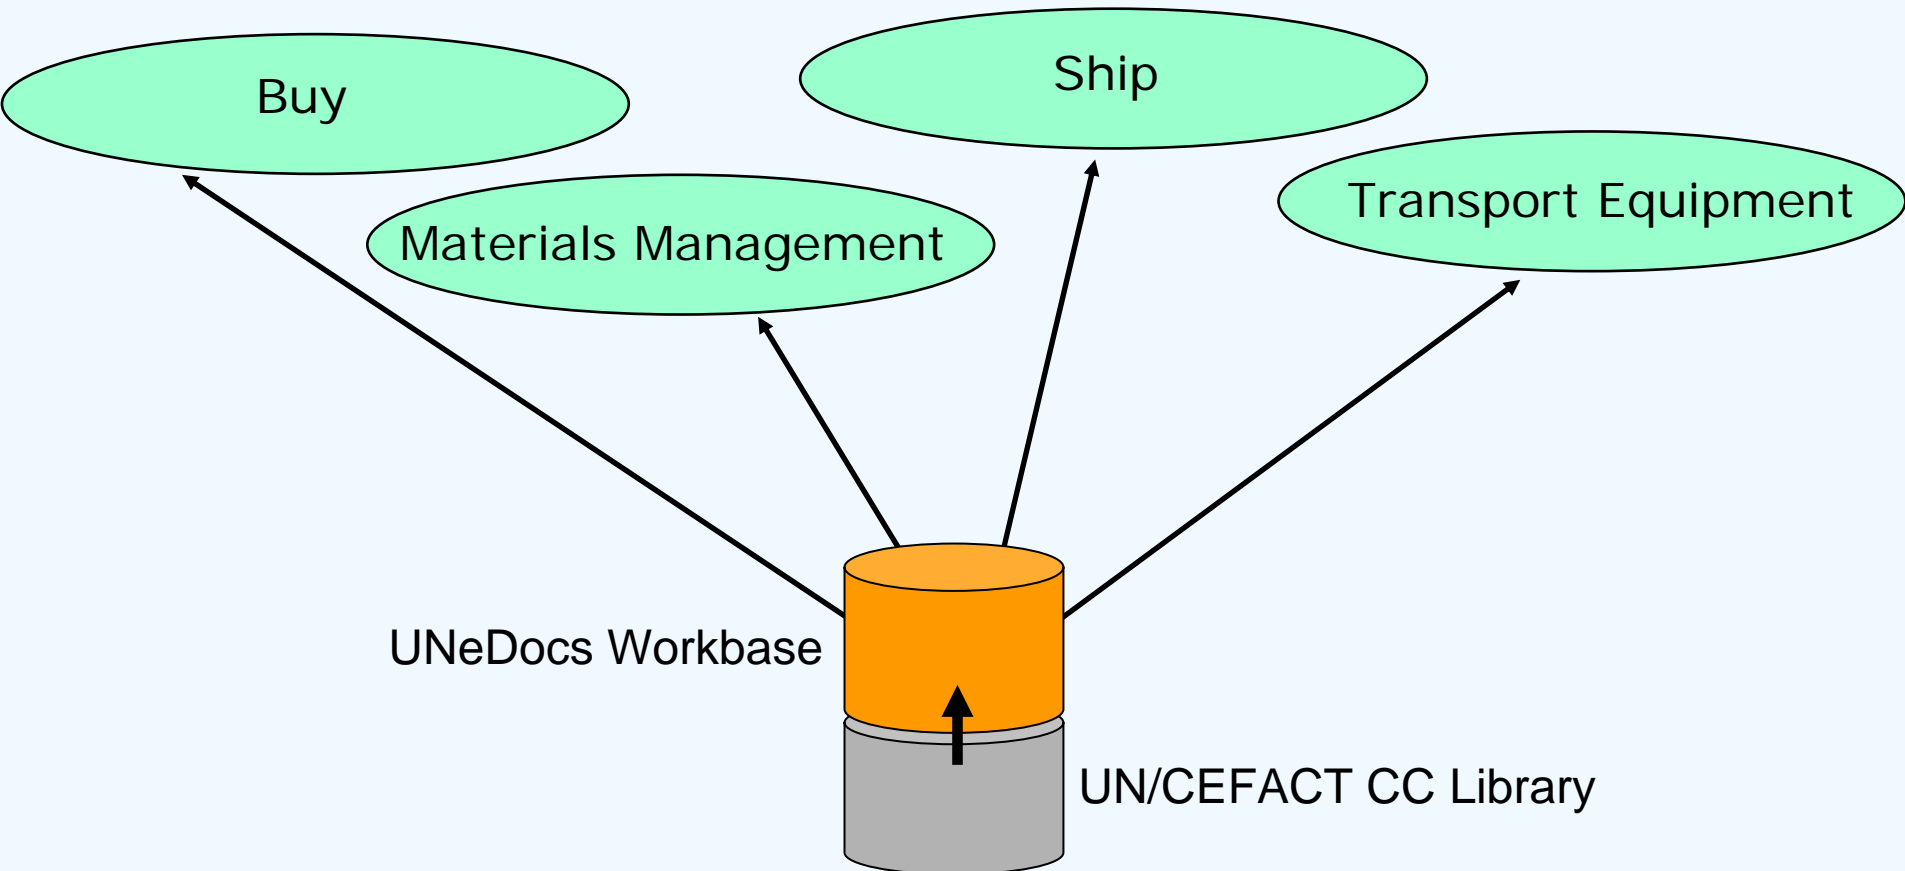 Buy
Ship
Materials Management
Transport Equipment
UNeDocs Workbase
UN/CEFACT CC Library